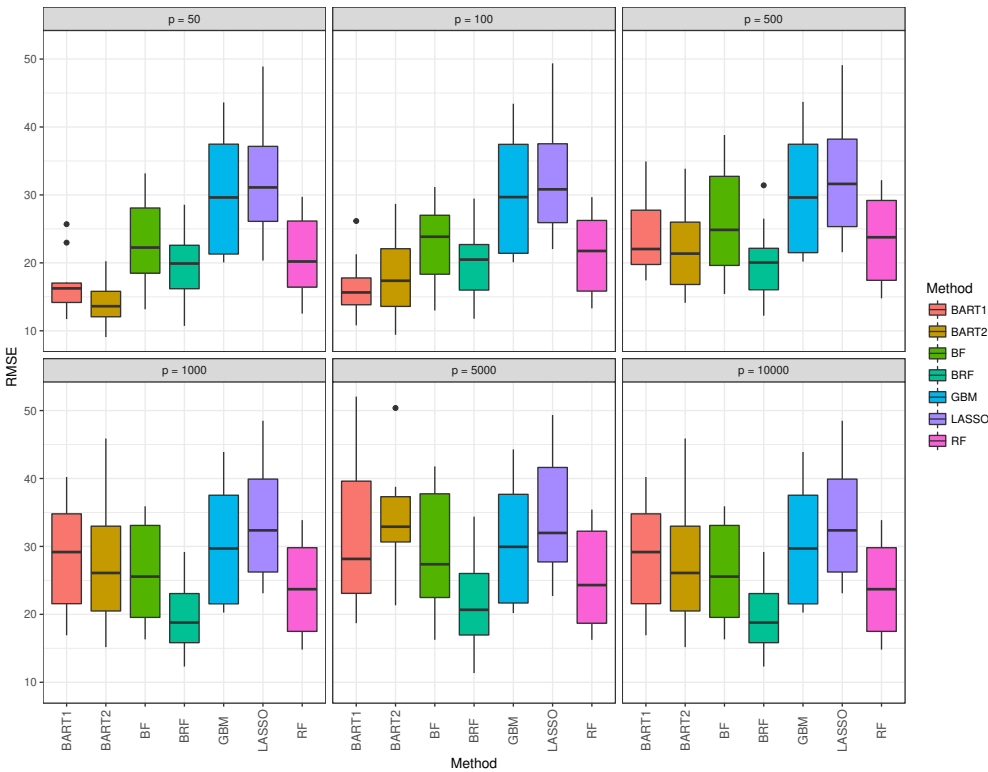 p = 50
p = 100
p = 500
50
40
30
20
10
p = 1000
p = 5000
p = 10000
50
40
30
20
10
RMSE
BART1
BART2
BF
BRF
GBM
LASSO
RF
BART1
BART2
BF
BRF
GBM
LASSO
RF
BART1
BART2
BF
BRF
GBM
LASSO
RF
Method
Method
BART1
BART2
BF
BRF
GBM
LASSO
RF